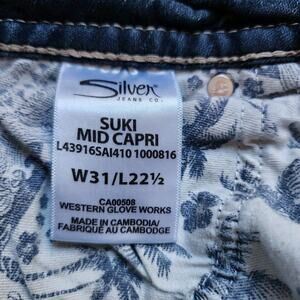 Silver
JEANS CO.
SUKI
MID CAPRI
L43916SAI410 1000816
W31/L22½
CA00508
WESTERN GLOVE WORKS
MADE IN CAMBODIA/
FABRIQUÉ AU CAMBODGE